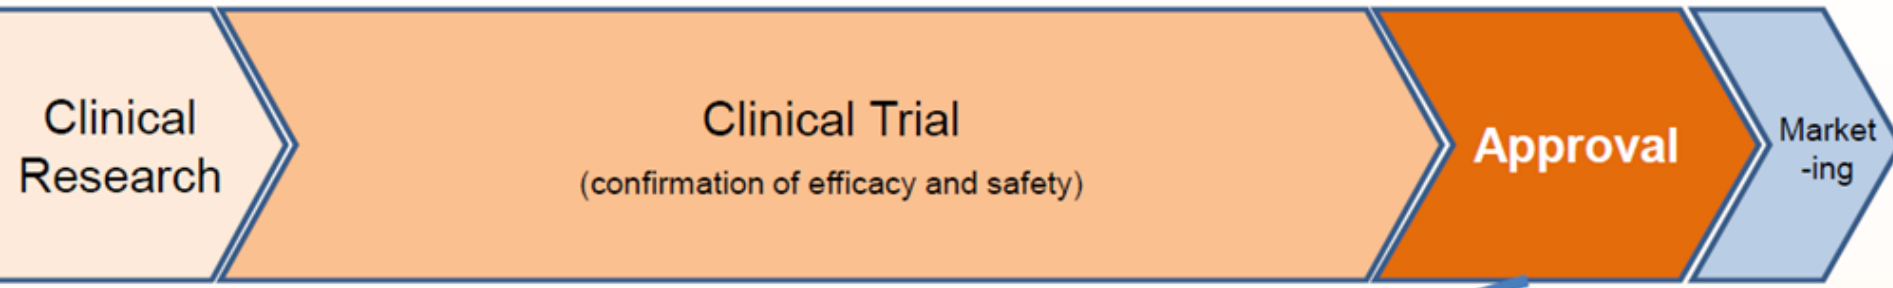 Clinical
Research
Clinical Trial
(confirmation of efficacy and safety)
Approval
Market
-ing